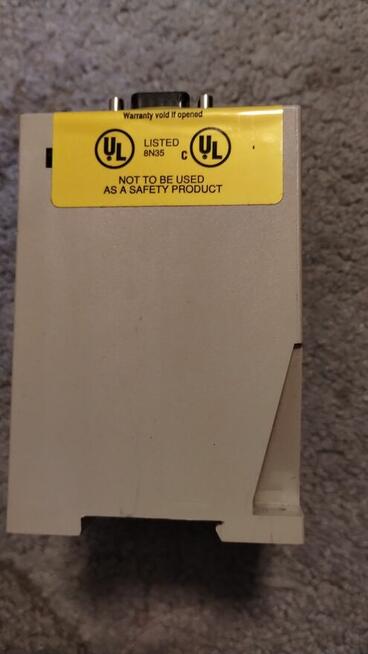 Warranty void if opened
UL LISTED C UL
8N35
NOT TO BE USED
AS A SAFETY PRODUCT